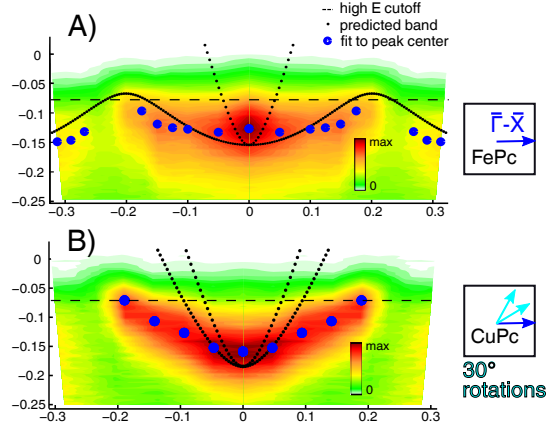 A)
high E cutoff
predicted band
fit to peak center
0
−0.05
−0.1
−0.15
−0.2
−0.25
−0.3 −0.2 −0.1 0 0.1 0.2 0.3
max
0
Γ̄-X̄
FePc
B)
0
−0.05
−0.1
−0.15
−0.2
−0.25
−0.3 −0.2 −0.1 0 0.1 0.2 0.3
max
0
CuPc
30°
rotations